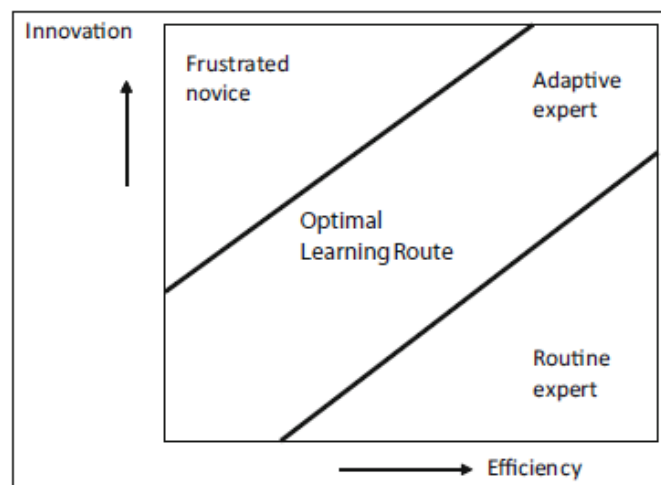 Innovation
Frustrated
novice
Adaptive
expert
Optimal
Learning Route
Routine
expert
Efficiency